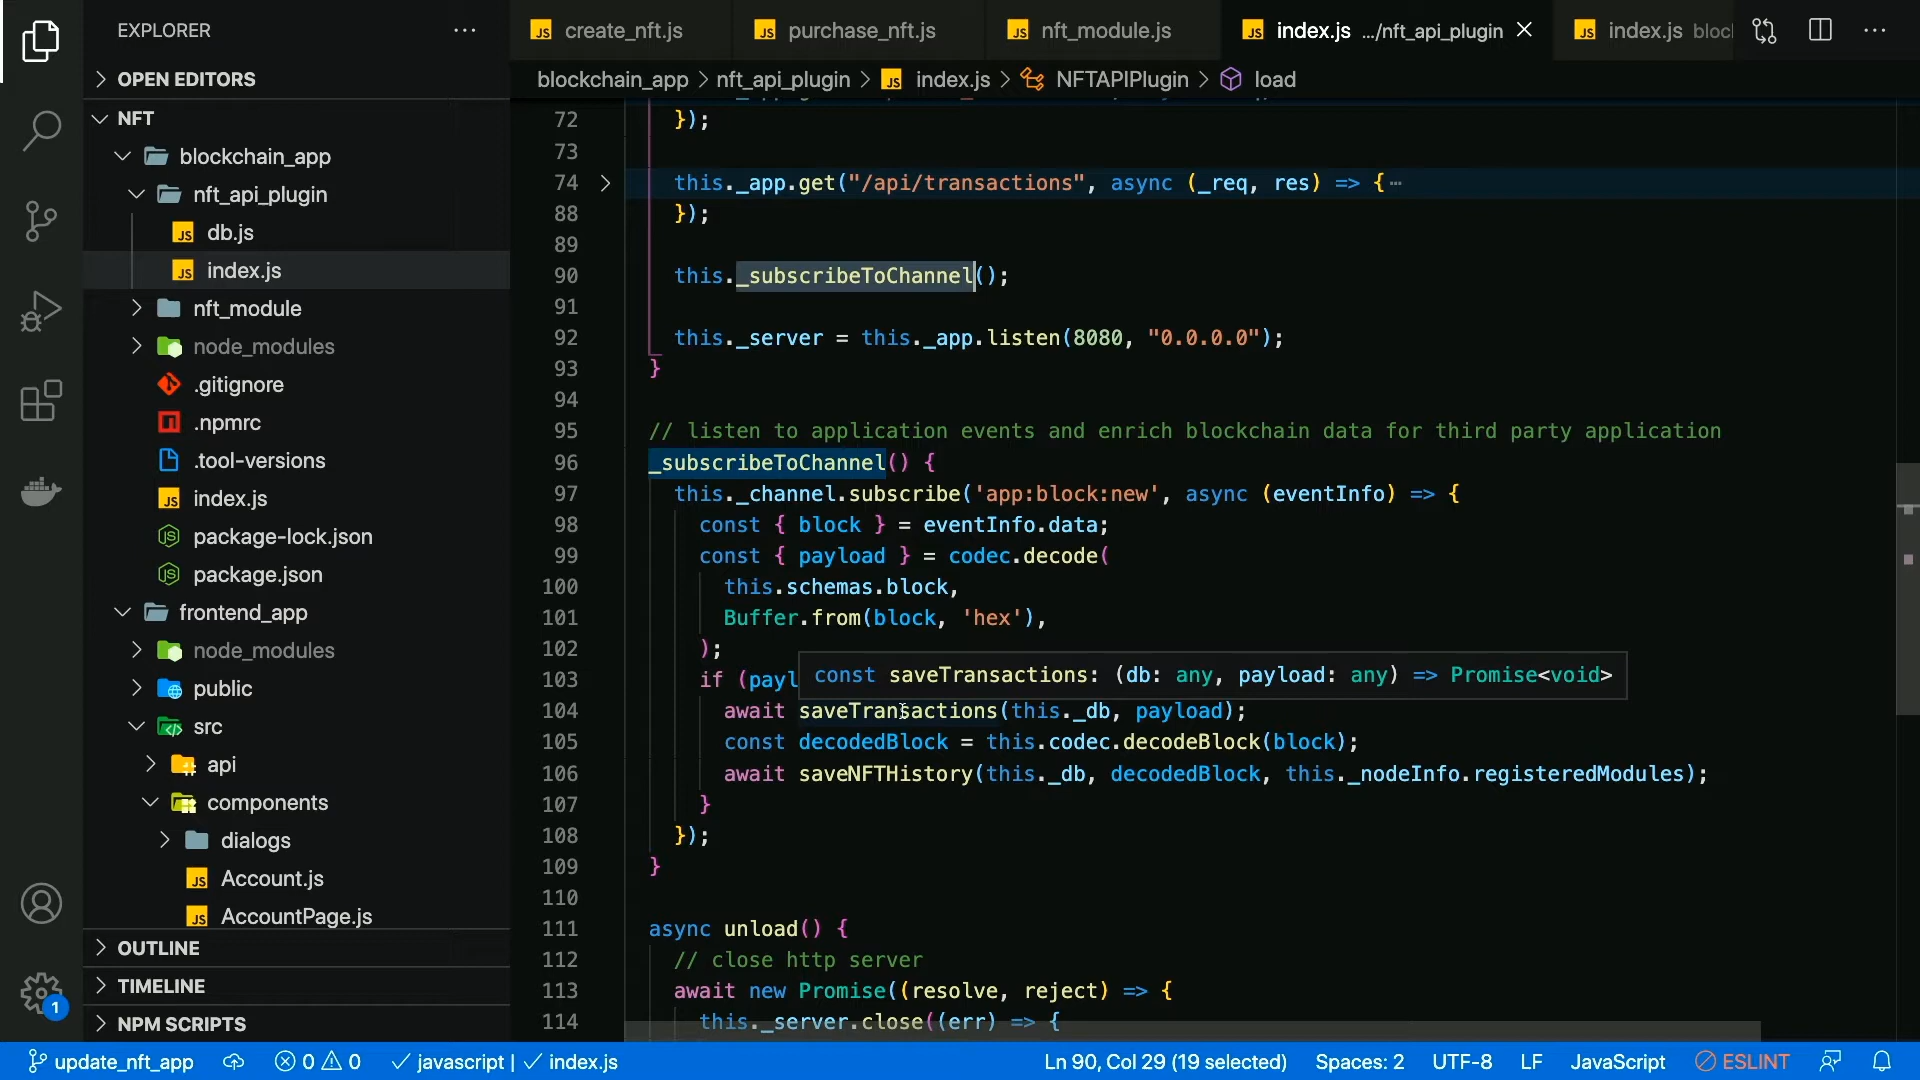 EXPLORER
create_nft.js
purchase_nft.js
nft_module.js
index.js .../nft_api_plugin
index.js bloc
OPEN EDITORS
blockchain_app > nft_api_plugin > index.js > NFTAPIPlugin > load
NFT
blockchain_app
nft_api_plugin
db.js
index.js
nft_module
node_modules
.gitignore
.npmrc
.tool-versions
index.js
package-lock.json
package.json
frontend_app
node_modules
public
src
api
components
dialogs
Account.js
AccountPage.js
OUTLINE
TIMELINE
NPM SCRIPTS
72 });
73
74 this._app.get("/api/transactions", async (_req, res) => {⋯
88 });
89
90 this._subscribeToChannel();
91
92 this._server = this._app.listen(8080, "0.0.0.0");
93 }
94
95 // listen to application events and enrich blockchain data for third party application
96 _subscribeToChannel() {
97 this._channel.subscribe('app:block:new', async (eventInfo) => {
98 const { block } = eventInfo.data;
99 const { payload } = codec.decode(
100 this.schemas.block,
101 Buffer.from(block, 'hex'),
102 );
103 if (payl
const saveTransactions: (db: any, payload: any) => Promise<void>
104 await saveTransactions(this._db, payload);
105 const decodedBlock = this.codec.decodeBlock(block);
106 await saveNFTHistory(this._db, decodedBlock, this._nodeInfo.registeredModules);
107 }
108 });
109 }
110
111 async unload() {
112 // close http server
113 await new Promise((resolve, reject) => {
114 this._server.close((err) => {
1
update_nft_app
0 0
javascript | index.js
Ln 90, Col 29 (19 selected)
Spaces: 2
UTF-8
LF
JavaScript
ESLINT